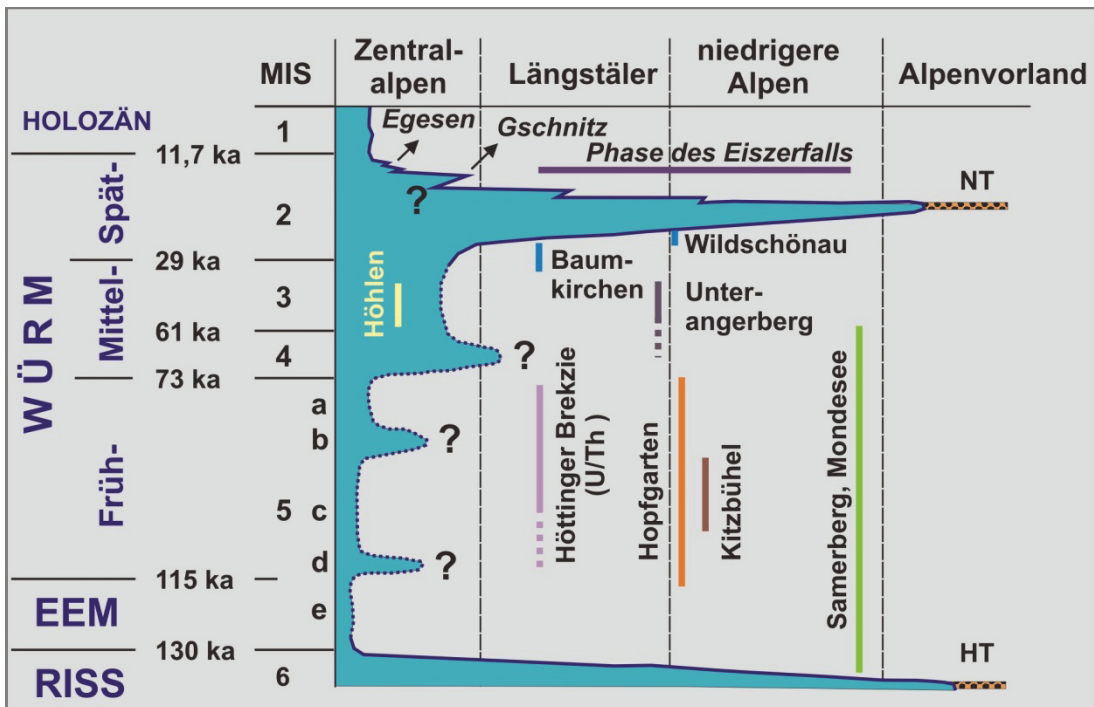 MIS
Zentral-
alpen
Längstäler
niedrigere
Alpen
Alpenvorland
HOLOZÄN
1
Egesen
Gschnitz
11,7 ka
Phase des Eiszerfalls
NT
WÜRM
Spät-
2
?
Wildschönau
29 ka
Baum-
kirchen
Mittel-
3
Höhlen
Unter-
angerberg
61 ka
4
?
73 ka
Früh-
a
b
?
5 c
d
?
Höttinger Brekzie
(U/Th )
Hopfgarten
Kitzbühel
Samerberg, Mondesee
115 ka
EEM
e
130 ka
RISS
6
HT